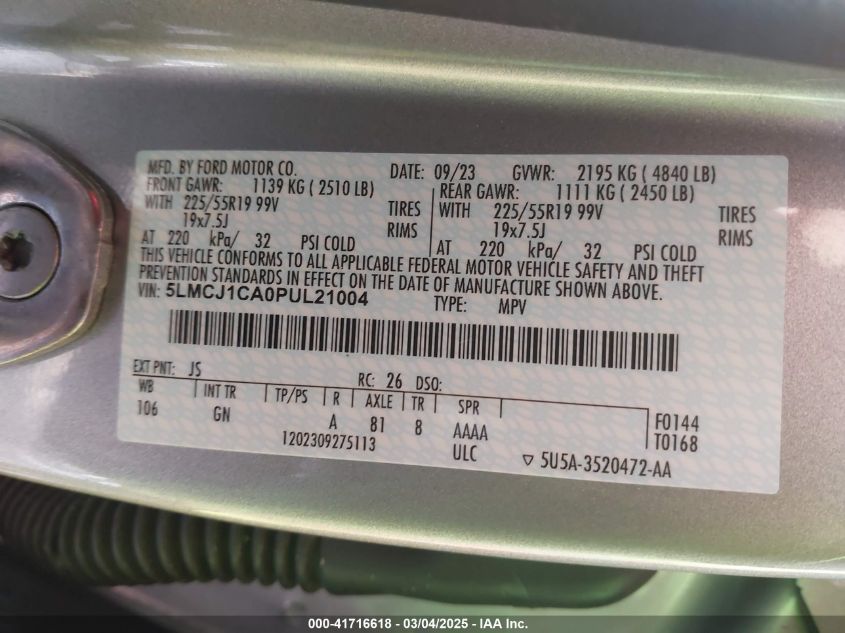 MFD. BY FORD MOTOR CO. DATE: 09/23 GVWR: 2195 KG ( 4840 LB)
FRONT GAWR: 1139 KG ( 2510 LB) REAR GAWR: 1111 KG ( 2450 LB)
WITH 225/55R19 99V TIRES WITH 225/55R19 99V TIRES
19x7.5J RIMS 19x7.5J RIMS
AT 220 kPa/ 32 PSI COLD AT 220 kPa/ 32 PSI COLD
THIS VEHICLE CONFORMS TO ALL APPLICABLE FEDERAL MOTOR VEHICLE SAFETY AND THEFT
PREVENTION STANDARDS IN EFFECT ON THE DATE OF MANUFACTURE SHOWN ABOVE.
VIN: 5LMCJ1CA0PUL21004 TYPE: MPV
EXT PNT: JS RC: 26 DSO:
WB INT TR TP/PS R AXLE TR SPR
106 GN A 81 8 AAAA F0144
1202309275113 ULC T0168
▽ 5U5A-3520472-AA
000-41716618 - 03/04/2025 - IAA Inc.